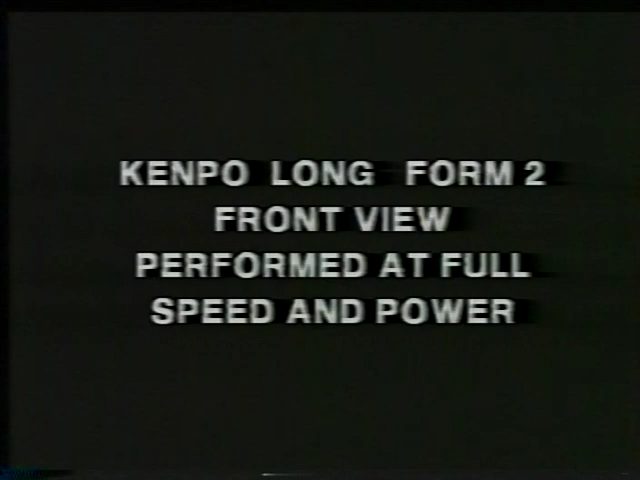 KENPO LONG FORM 2
FRONT VIEW
PERFORMED AT FULL
SPEED AND POWER